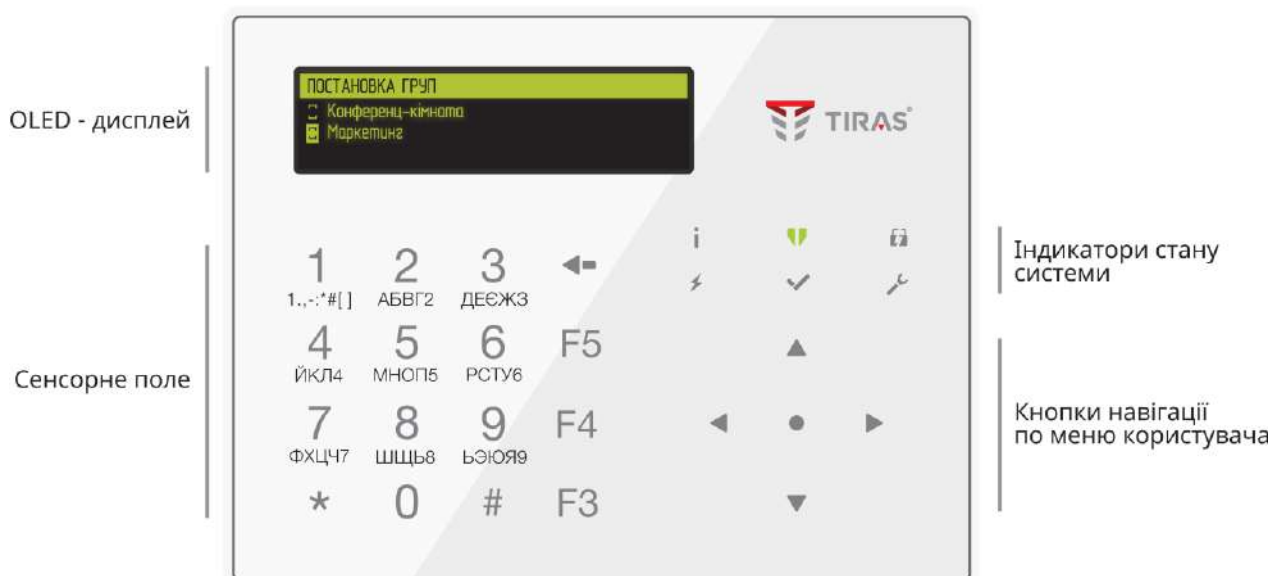 OLED - дисплей
ПОСТАНОВКА ГРУП
Конференц-кімната
Маркетинг
TIRAS®
Сенсорне поле
1 2 3
1.,-:*#[ ] АБВГ2 ДЕЄЖЗ
4 5 6 F5
ЙКЛ4 МНОП5 РСТУ6
7 8 9 F4
ФХЦЧ7 ШЩЬ8 ЬЭЮЯ9
* 0 # F3
i
Індикатори стану
системи
Кнопки навігації
по меню користувача